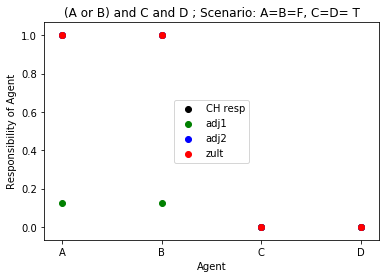 (A or B) and C and D ; Scenario: A=B=F, C=D= T
Responsibility of Agent
1.0
0.8
0.6
0.4
0.2
0.0
CH resp
adj1
adj2
zult
A B C D
Agent